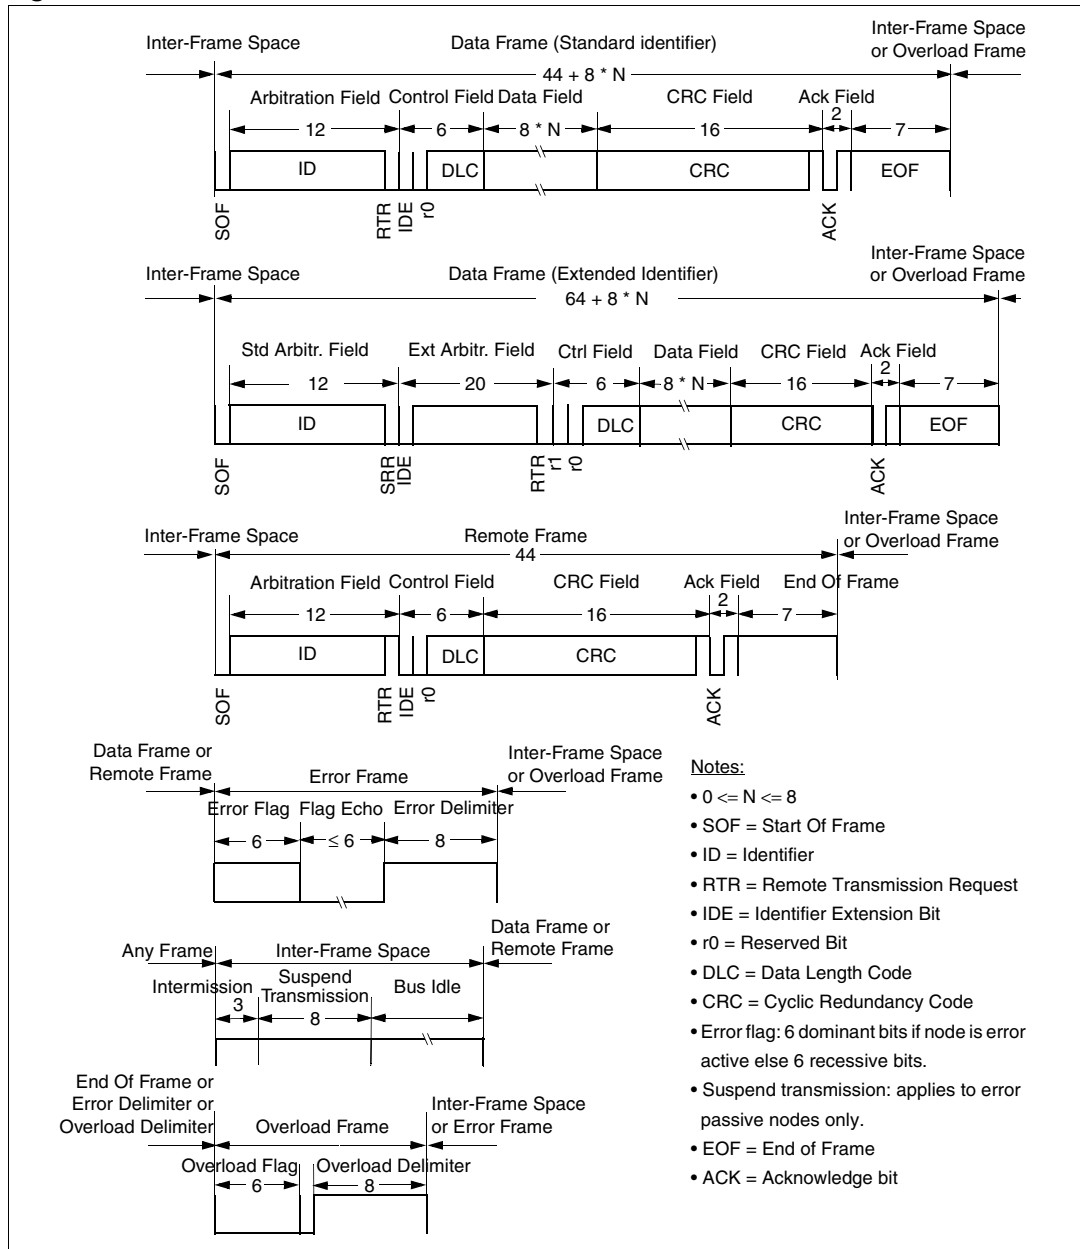 Inter-Frame Space
Data Frame (Standard identifier)
Inter-Frame Space
or Overload Frame
44 + 8 * N
Arbitration Field
Control Field
Data Field
CRC Field
Ack Field
12
6
8 * N
16
2
7
ID
DLC
CRC
EOF
SOF
RTR
IDE
r0
ACK
Inter-Frame Space
Data Frame (Extended Identifier)
Inter-Frame Space
or Overload Frame
64 + 8 * N
Std Arbitr. Field
Ext Arbitr. Field
Ctrl Field
Data Field
CRC Field
Ack Field
12
20
6
8 * N
16
2
7
ID
DLC
CRC
EOF
SOF
SRR
IDE
RTR
r1
r0
ACK
Inter-Frame Space
Remote Frame
Inter-Frame Space
or Overload Frame
44
Arbitration Field
Control Field
CRC Field
Ack Field
End Of Frame
12
6
16
2
7
ID
DLC
CRC
SOF
RTR
IDE
r0
ACK
Data Frame or
Remote Frame
Error Frame
Inter-Frame Space
or Overload Frame
Error Flag
Flag Echo
Error Delimiter
6
≤ 6
8
Any Frame
Inter-Frame Space
Data Frame or
Remote Frame
Intermission
Suspend
Transmission
Bus Idle
3
8
End Of Frame or
Error Delimiter or
Overload Delimiter
Overload Frame
Inter-Frame Space
or Error Frame
Overload Flag
Overload Delimiter
6
8
Notes:
• 0 <= N <= 8
• SOF = Start Of Frame
• ID = Identifier
• RTR = Remote Transmission Request
• IDE = Identifier Extension Bit
• r0 = Reserved Bit
• DLC = Data Length Code
• CRC = Cyclic Redundancy Code
• Error flag: 6 dominant bits if node is error
active else 6 recessive bits.
• Suspend transmission: applies to error
passive nodes only.
• EOF = End of Frame
• ACK = Acknowledge bit